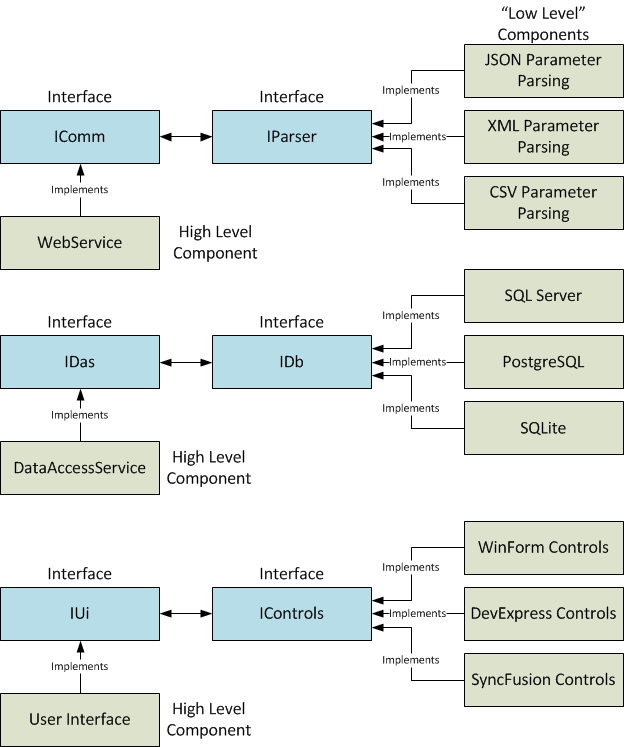 “Low Level”
Components
JSON Parameter
Parsing
Implements
Interface
Interface
IComm
IParser
Implements
XML Parameter
Parsing
Implements
Implements
CSV Parameter
Parsing
WebService
High Level
Component
SQL Server
Implements
Interface
Interface
IDas
IDb
Implements
PostgreSQL
Implements
Implements
SQLite
DataAccessService
High Level
Component
WinForm Controls
Implements
Interface
Interface
IUi
IControls
Implements
DevExpress Controls
Implements
Implements
SyncFusion Controls
User Interface
High Level
Component